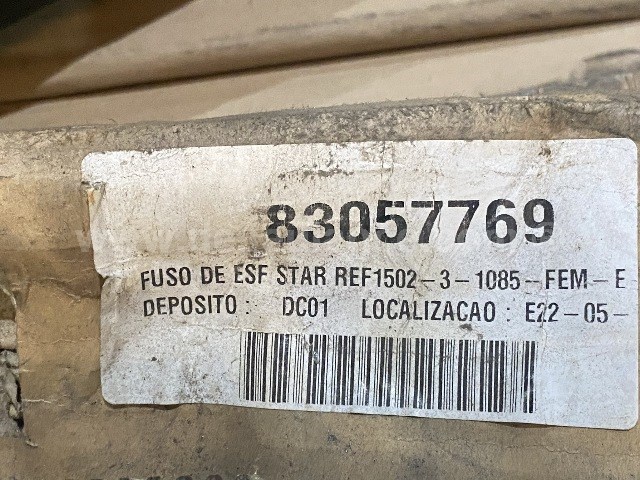 83057769
FUSO DE ESF STAR REF1502-3-1085-FEM-E
DEPOSITO : DC01 LOCALIZACAO : E22-05-